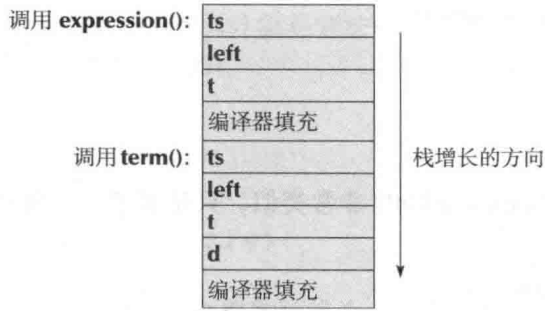 调用 expression(): ts
left
t
编译器填充
调用 term(): ts
left
t
d
编译器填充
栈增长的方向